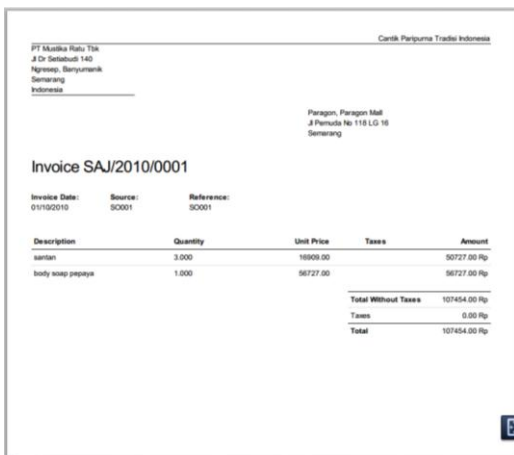 Cantik Paripurna Tradisi Indonesia
PT Mustika Ratu Tbk
Jl Dr Setiabudi 140
Ngresep, Banyumanik
Semarang
Indonesia
Paragon, Paragon Mall
Jl Pemuda No 118 LG 16
Semarang
Invoice SAJ/2010/0001
Invoice Date: Source: Reference:
01/10/2010 SO001 SO001
Description Quantity Unit Price Taxes Amount
santan 3.000 16909.00 50727.00 Rp
body soap pepaya 1.000 56727.00 56727.00 Rp
Total Without Taxes 107454.00 Rp
Taxes 0.00 Rp
Total 107454.00 Rp